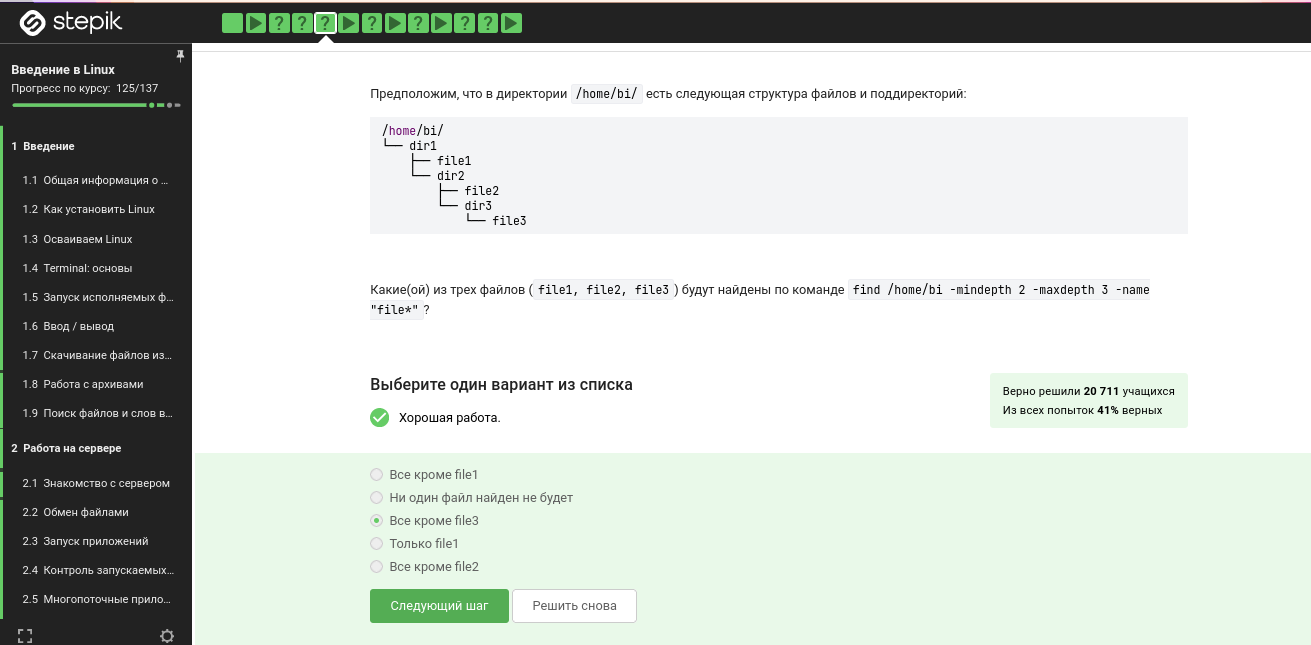 stepik
Введение в Linux
Прогресс по курсу: 125/137
1 Введение
1.1 Общая информация о ...
1.2 Как установить Linux
1.3 Осваиваем Linux
1.4 Terminal: основы
1.5 Запуск исполняемых ф...
1.6 Ввод / вывод
1.7 Скачивание файлов из...
1.8 Работа с архивами
1.9 Поиск файлов и слов в...
2 Работа на сервере
2.1 Знакомство с сервером
2.2 Обмен файлами
2.3 Запуск приложений
2.4 Контроль запускаемых...
2.5 Многопоточные прило...
Предположим, что в директории /home/bi/ есть следующая структура файлов и поддиректорий:
/home/bi/
└── dir1
    ├── file1
    └── dir2
        ├── file2
        └── dir3
            └── file3
Какие(ой) из трех файлов ( file1, file2, file3 ) будут найдены по команде find /home/bi -mindepth 2 -maxdepth 3 -name
"file*" ?
Выберите один вариант из списка
Хорошая работа.
Верно решили 20 711 учащихся
Из всех попыток 41% верных
Все кроме file1
Ни один файл найден не будет
Все кроме file3
Только file1
Все кроме file2
Следующий шаг
Решить снова